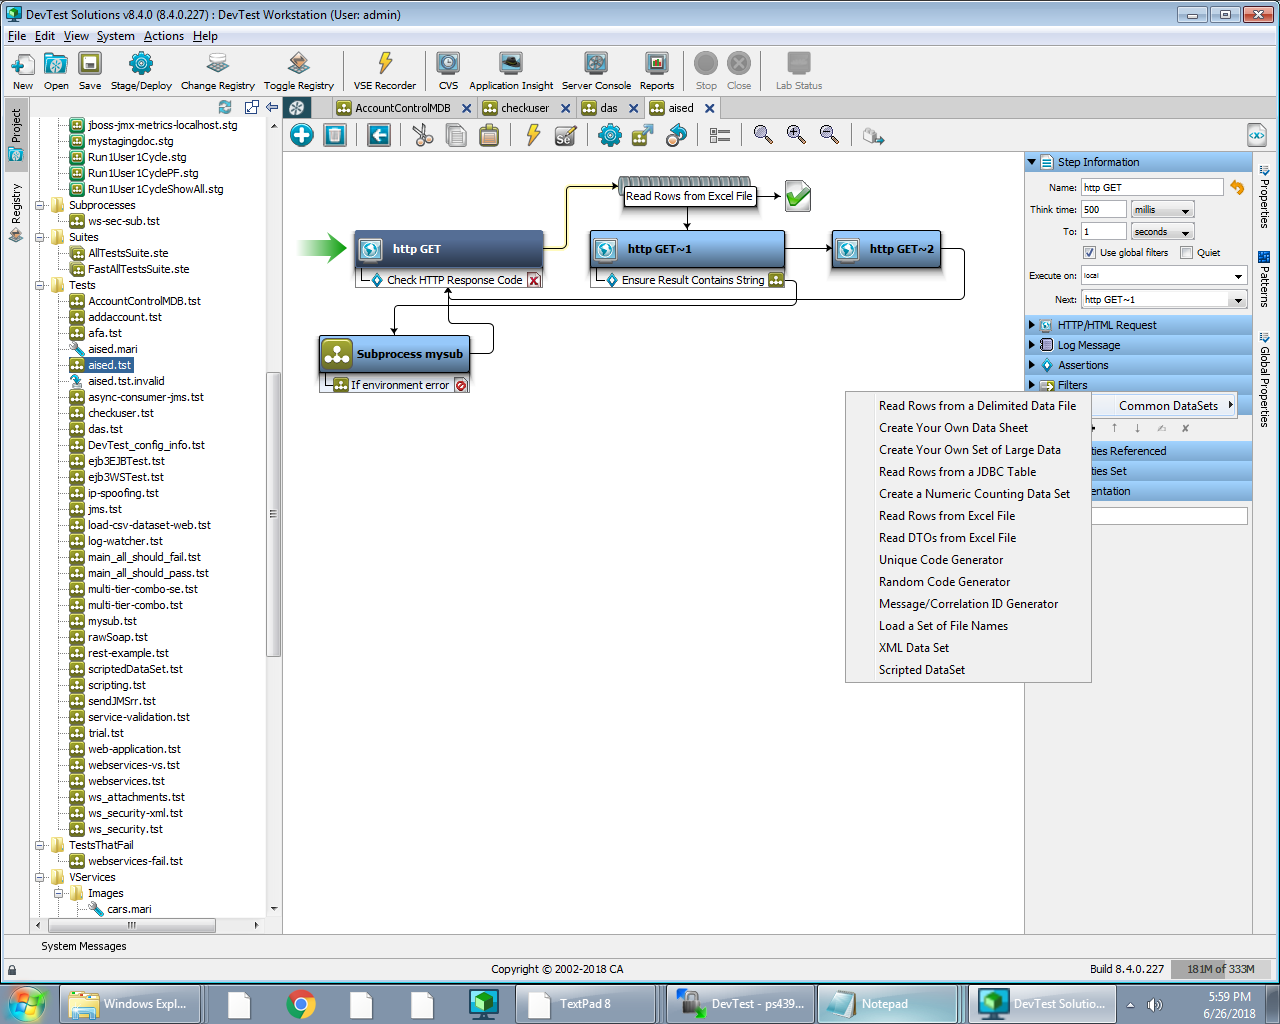 DevTest Solutions v8.4.0 (8.4.0.227) : DevTest Workstation (User: admin)
File Edit View System Actions Help
New Open Save Stage/Deploy Change Registry Toggle Registry VSE Recorder CVS Application Insight Server Console Reports Stop Close Lab Status
Project
Registry
jboss-jmx-metrics-localhost.stg
mystagingdoc.stg
Run1User1Cycle.stg
Run1User1CyclePF.stg
Run1User1CycleShowAll.stg
Subprocesses
ws-sec-sub.tst
Suites
AllTestsSuite.ste
FastAllTestsSuite.ste
Tests
AccountControlMDB.tst
addaccount.tst
afa.tst
aised.mari
aised.tst
aised.tst.invalid
async-consumer-jms.tst
checkuser.tst
das.tst
DevTest_config_info.tst
ejb3EJBTest.tst
ejb3WSTest.tst
ip-spoofing.tst
jms.tst
load-csv-dataset-web.tst
log-watcher.tst
main_all_should_fail.tst
main_all_should_pass.tst
multi-tier-combo-se.tst
multi-tier-combo.tst
mysub.tst
rawSoap.tst
rest-example.tst
scriptedDataSet.tst
scripting.tst
sendJMSrr.tst
service-validation.tst
trial.tst
web-application.tst
webservices-vs.tst
webservices.tst
ws_attachments.tst
ws_security-xml.tst
ws_security.tst
TestsThatFail
webservices-fail.tst
VServices
Images
cars.mari
AccountControlMDB checkuser das aised
Read Rows from Excel File
http GET
Check HTTP Response Code
http GET~1
Ensure Result Contains String
http GET~2
Subprocess mysub
If environment error
Step Information
Name: http GET
Think time: 500 millis
To: 1 seconds
Use global filters Quiet
Execute on: local
Next: http GET~1
HTTP/HTML Request
Log Message
Assertions
Filters
Common DataSets
ties Referenced
ties Set
entation
Read Rows from a Delimited Data File
Create Your Own Data Sheet
Create Your Own Set of Large Data
Read Rows from a JDBC Table
Create a Numeric Counting Data Set
Read Rows from Excel File
Read DTOs from Excel File
Unique Code Generator
Random Code Generator
Message/Correlation ID Generator
Load a Set of File Names
XML Data Set
Scripted DataSet
Properties
Patterns
Global Properties
System Messages
Copyright © 2002-2018 CA
Build 8.4.0.227
181M of 333M
Windows Expl...
TextPad 8
DevTest - ps439...
Notepad
DevTest Solutio...
5:59 PM
6/26/2018